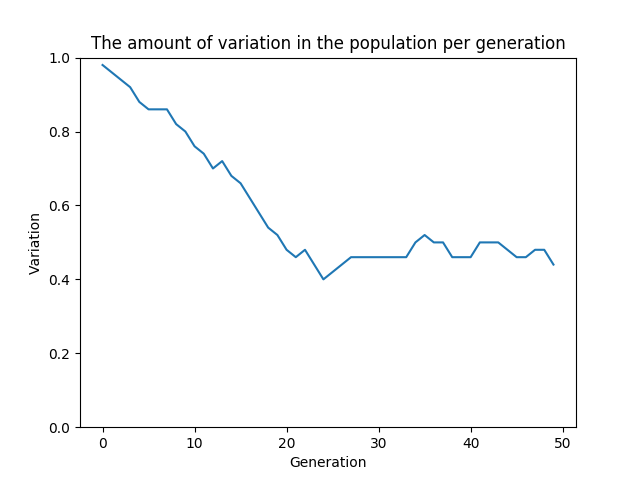 The amount of variation in the population per generation
1.0
0.8
0.6
0.4
0.2
0.0
Variation
0 10 20 30 40 50
Generation